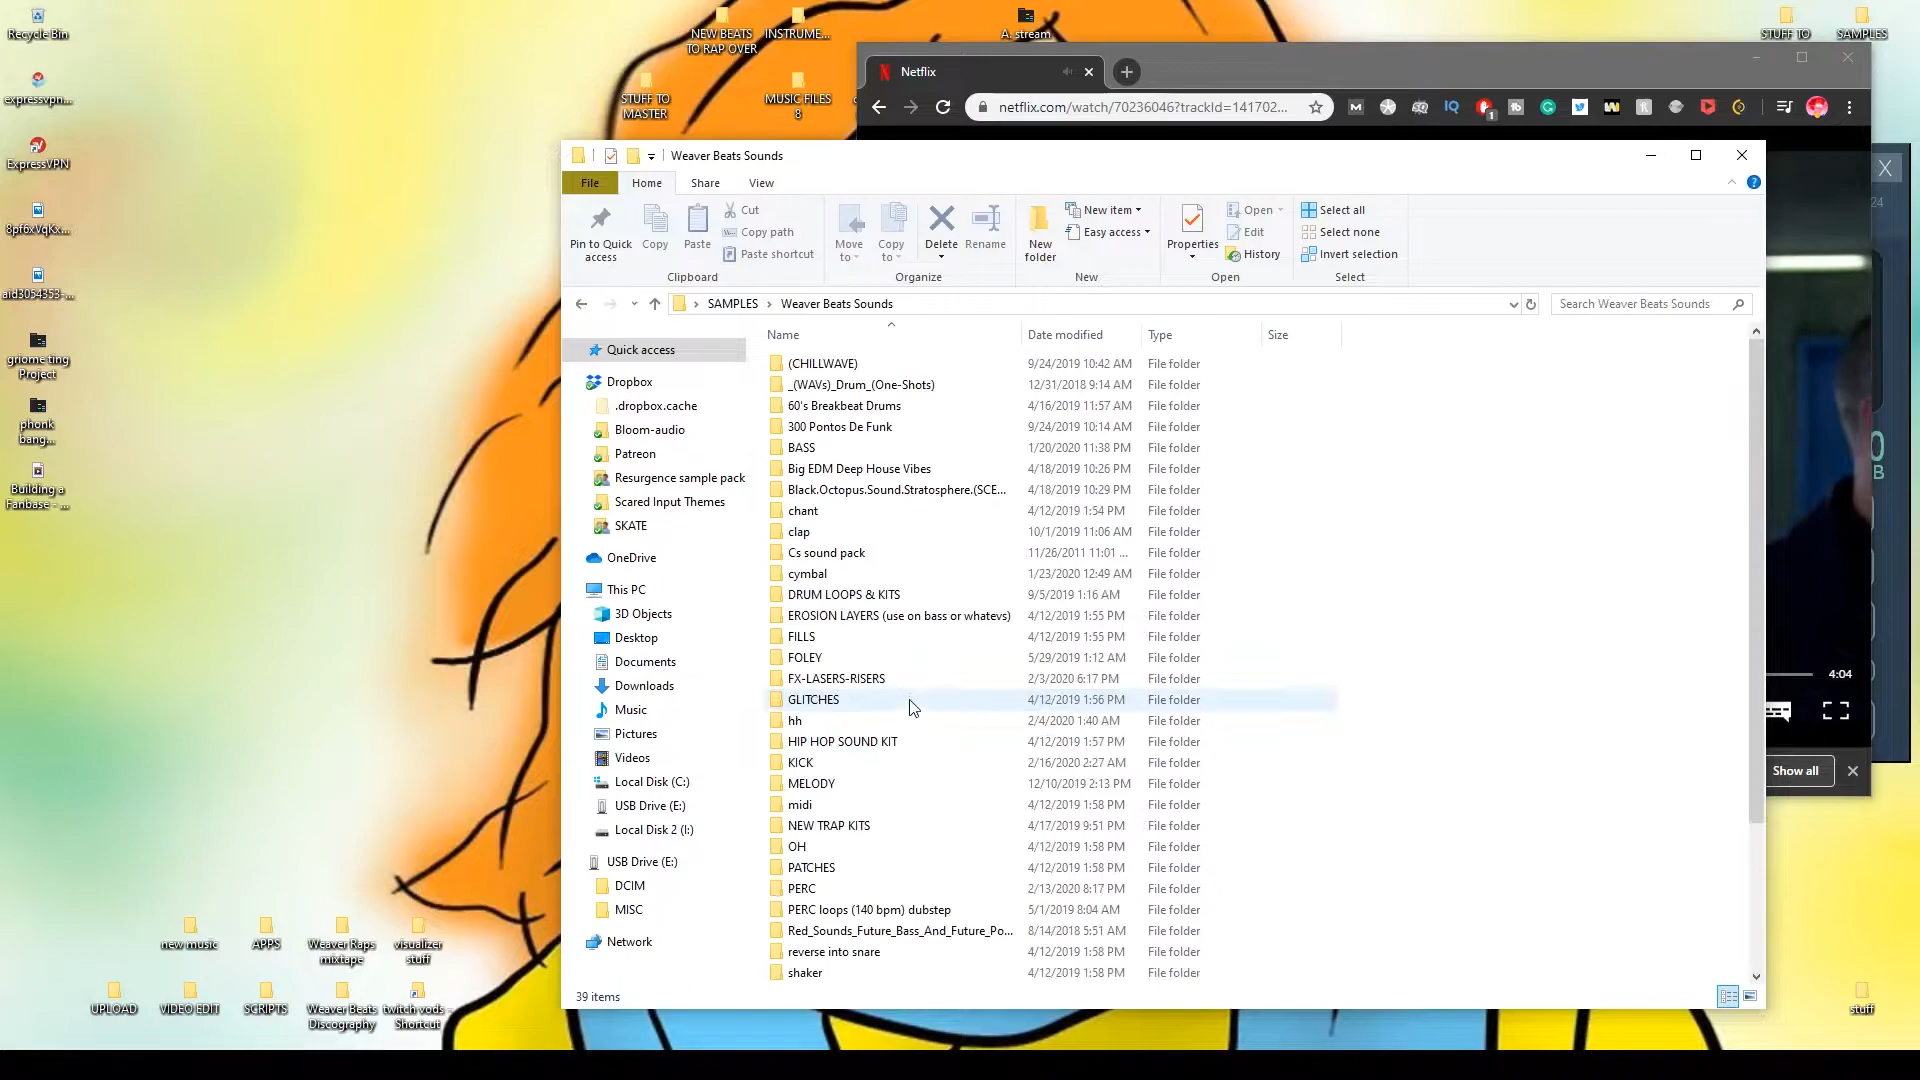 Recycle Bin
expressvpn...
ExpressVPN
8pf6xVqKx...
aid3054353-...
griome ting
Project
phonk
bang...
Building a
Fanbase - ...
NEW BEATS
TO RAP OVER
INSTRUME...
A. stream
STUFF TO
SAMPLES
STUFF TO
MASTER
MUSIC FILES
8
Netflix
netflix.com/watch/70236046?trackId=141702...
Weaver Beats Sounds
File
Home
Share
View
Pin to Quick
access
Copy
Paste
Cut
Copy path
Paste shortcut
Clipboard
Move
to
Copy
to
Delete
Rename
Organize
New
folder
New item
Easy access
New
Properties
Open
Edit
History
Open
Select all
Select none
Invert selection
Select
SAMPLES
Weaver Beats Sounds
Search Weaver Beats Sounds
Quick access
Dropbox
.dropbox.cache
Bloom-audio
Patreon
Resurgence sample pack
Scared Input Themes
SKATE
OneDrive
This PC
3D Objects
Desktop
Documents
Downloads
Music
Pictures
Videos
Local Disk (C:)
USB Drive (E:)
Local Disk 2 (I:)
USB Drive (E:)
DCIM
MISC
Network
Name Date modified Type Size
(CHILLWAVE) 9/24/2019 10:42 AM File folder
_(WAVs)_Drum_(One-Shots) 12/31/2018 9:14 AM File folder
60's Breakbeat Drums 4/16/2019 11:57 AM File folder
300 Pontos De Funk 9/24/2019 10:14 AM File folder
BASS 1/20/2020 11:38 PM File folder
Big EDM Deep House Vibes 4/18/2019 10:26 PM File folder
Black.Octopus.Sound.Stratosphere.(SCE... 4/18/2019 10:29 PM File folder
chant 4/12/2019 1:54 PM File folder
clap 10/1/2019 11:06 AM File folder
Cs sound pack 11/26/2011 11:01 ... File folder
cymbal 1/23/2020 12:49 AM File folder
DRUM LOOPS & KITS 9/5/2019 1:16 AM File folder
EROSION LAYERS (use on bass or whatevs) 4/12/2019 1:55 PM File folder
FILLS 4/12/2019 1:55 PM File folder
FOLEY 5/29/2019 1:12 AM File folder
FX-LASERS-RISERS 2/3/2020 6:17 PM File folder
GLITCHES 4/12/2019 1:56 PM File folder
hh 2/4/2020 1:40 AM File folder
HIP HOP SOUND KIT 4/12/2019 1:57 PM File folder
KICK 2/16/2020 2:27 AM File folder
MELODY 12/10/2019 2:13 PM File folder
midi 4/12/2019 1:58 PM File folder
NEW TRAP KITS 4/17/2019 9:51 PM File folder
OH 4/12/2019 1:58 PM File folder
PATCHES 4/12/2019 1:58 PM File folder
PERC 2/13/2020 8:17 PM File folder
PERC loops (140 bpm) dubstep 5/1/2019 8:04 AM File folder
Red_Sounds_Future_Bass_And_Future_Po... 8/14/2018 5:51 AM File folder
reverse into snare 4/12/2019 1:58 PM File folder
shaker 4/12/2019 1:58 PM File folder
39 items
24
B
4:04
Show all
new music
APPS
Weaver Raps
mixtape
visualizer
stuff
UPLOAD
VIDEO EDIT
SCRIPTS
Weaver Beats
Discography
twitch vods -
Shortcut
stuff